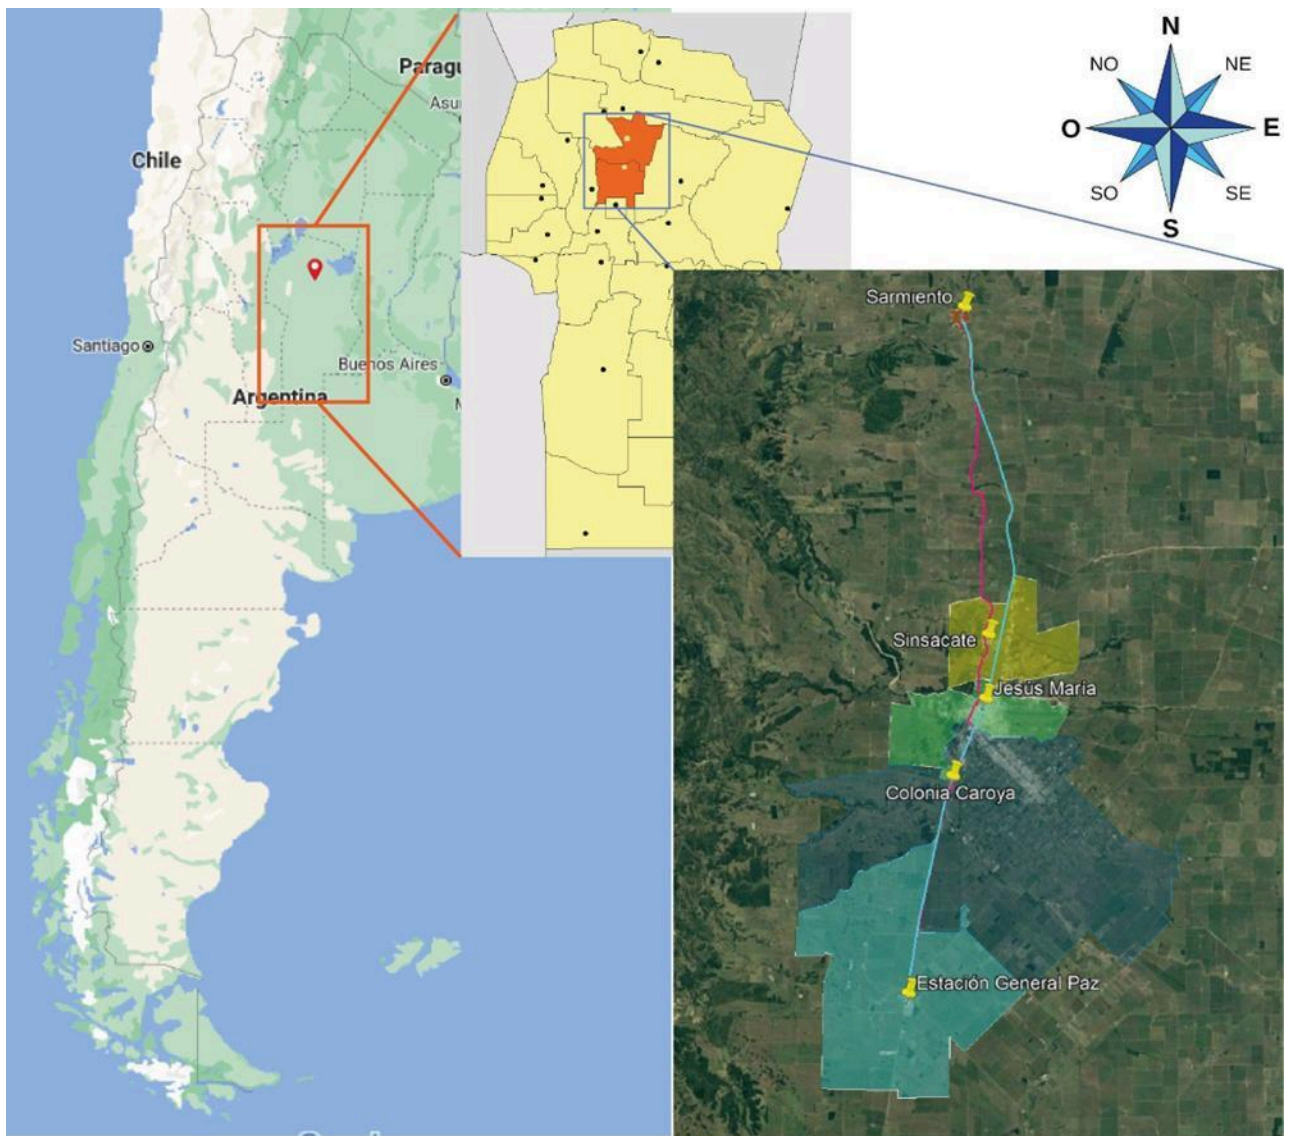 Paragu
Asu
Chile
Santiago
Buenos Aires
Argentina
N
NO
NE
O
E
SO
SE
S
Sarmiento
Sinsacate
Jesús María
Colonia Caroya
Estación General Paz